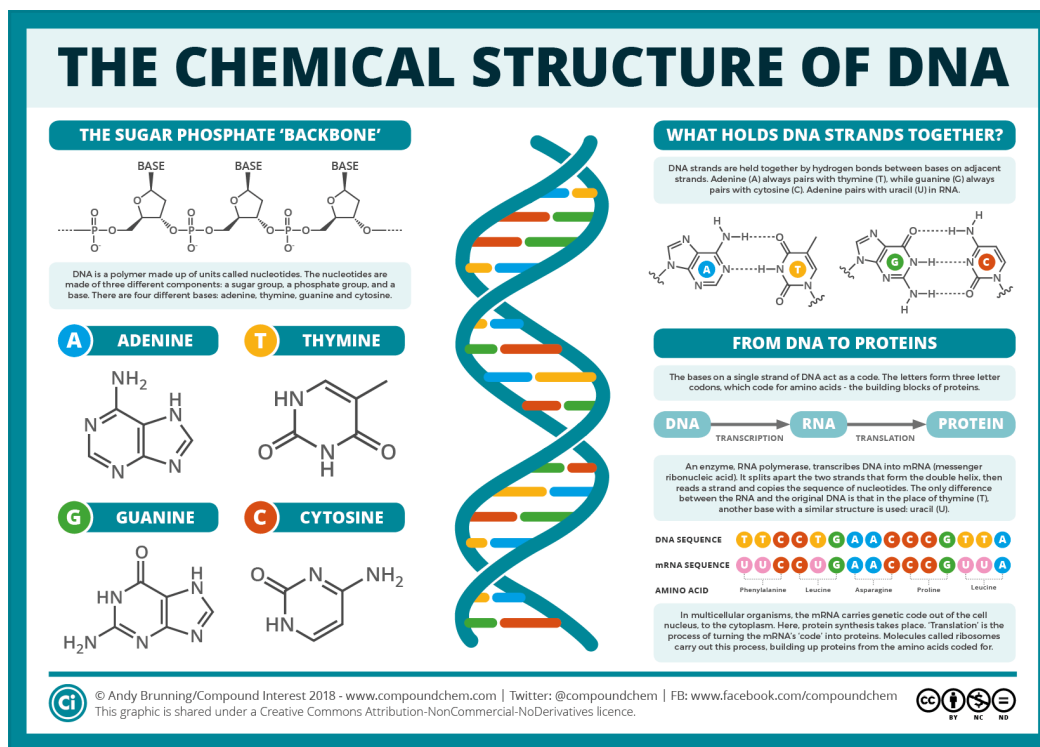 THE CHEMICAL STRUCTURE OF DNA
THE SUGAR PHOSPHATE ‘BACKBONE’
BASE BASE BASE
O O O
O P O O P O O P O O
O⁻ O⁻ O⁻
DNA is a polymer made up of units called nucleotides. The nucleotides are
made of three different components: a sugar group, a phosphate group, and a
base. There are four different bases: adenine, thymine, guanine and cytosine.
A ADENINE
NH₂
N N H
N N
T THYMINE
HN
O N O
H
G GUANINE
O
HN N H
H₂N N N
C CYTOSINE
O N NH₂
HN
WHAT HOLDS DNA STRANDS TOGETHER?
DNA strands are held together by hydrogen bonds between bases on adjacent
strands. Adenine (A) always pairs with thymine (T), while guanine (G) always
pairs with cytosine (C). Adenine pairs with uracil (U) in RNA.
H
N N H O
N A N H N T
N N
O
H
N O H N
N G N H N C
N N H O N
H
FROM DNA TO PROTEINS
The bases on a single strand of DNA act as a code. The letters form three letter
codons, which code for amino acids - the building blocks of proteins.
DNA RNA PROTEIN
TRANSCRIPTION TRANSLATION
An enzyme, RNA polymerase, transcribes DNA into mRNA (messenger
ribonucleic acid). It splits apart the two strands that form the double helix, then
reads a strand and copies the sequence of nucleotides. The only difference
between the RNA and the original DNA is that in the place of thymine (T),
another base with a similar structure is used: uracil (U).
DNA SEQUENCE T T C C T G A A C C C G T T A
mRNA SEQUENCE U U C C U G A A C C C G U U A
AMINO ACID Phenylalanine Leucine Asparagine Proline Leucine
In multicellular organisms, the mRNA carries genetic code out of the cell
nucleus, to the cytoplasm. Here, protein synthesis takes place. ‘Translation’ is the
process of turning the mRNA’s ‘code’ into proteins. Molecules called ribosomes
carry out this process, building up proteins from the amino acids coded for.
Ci
© Andy Brunning/Compound Interest 2018 - www.compoundchem.com | Twitter: @compoundchem | FB: www.facebook.com/compoundchem
This graphic is shared under a Creative Commons Attribution-NonCommercial-NoDerivatives licence.
cc
BY NC ND